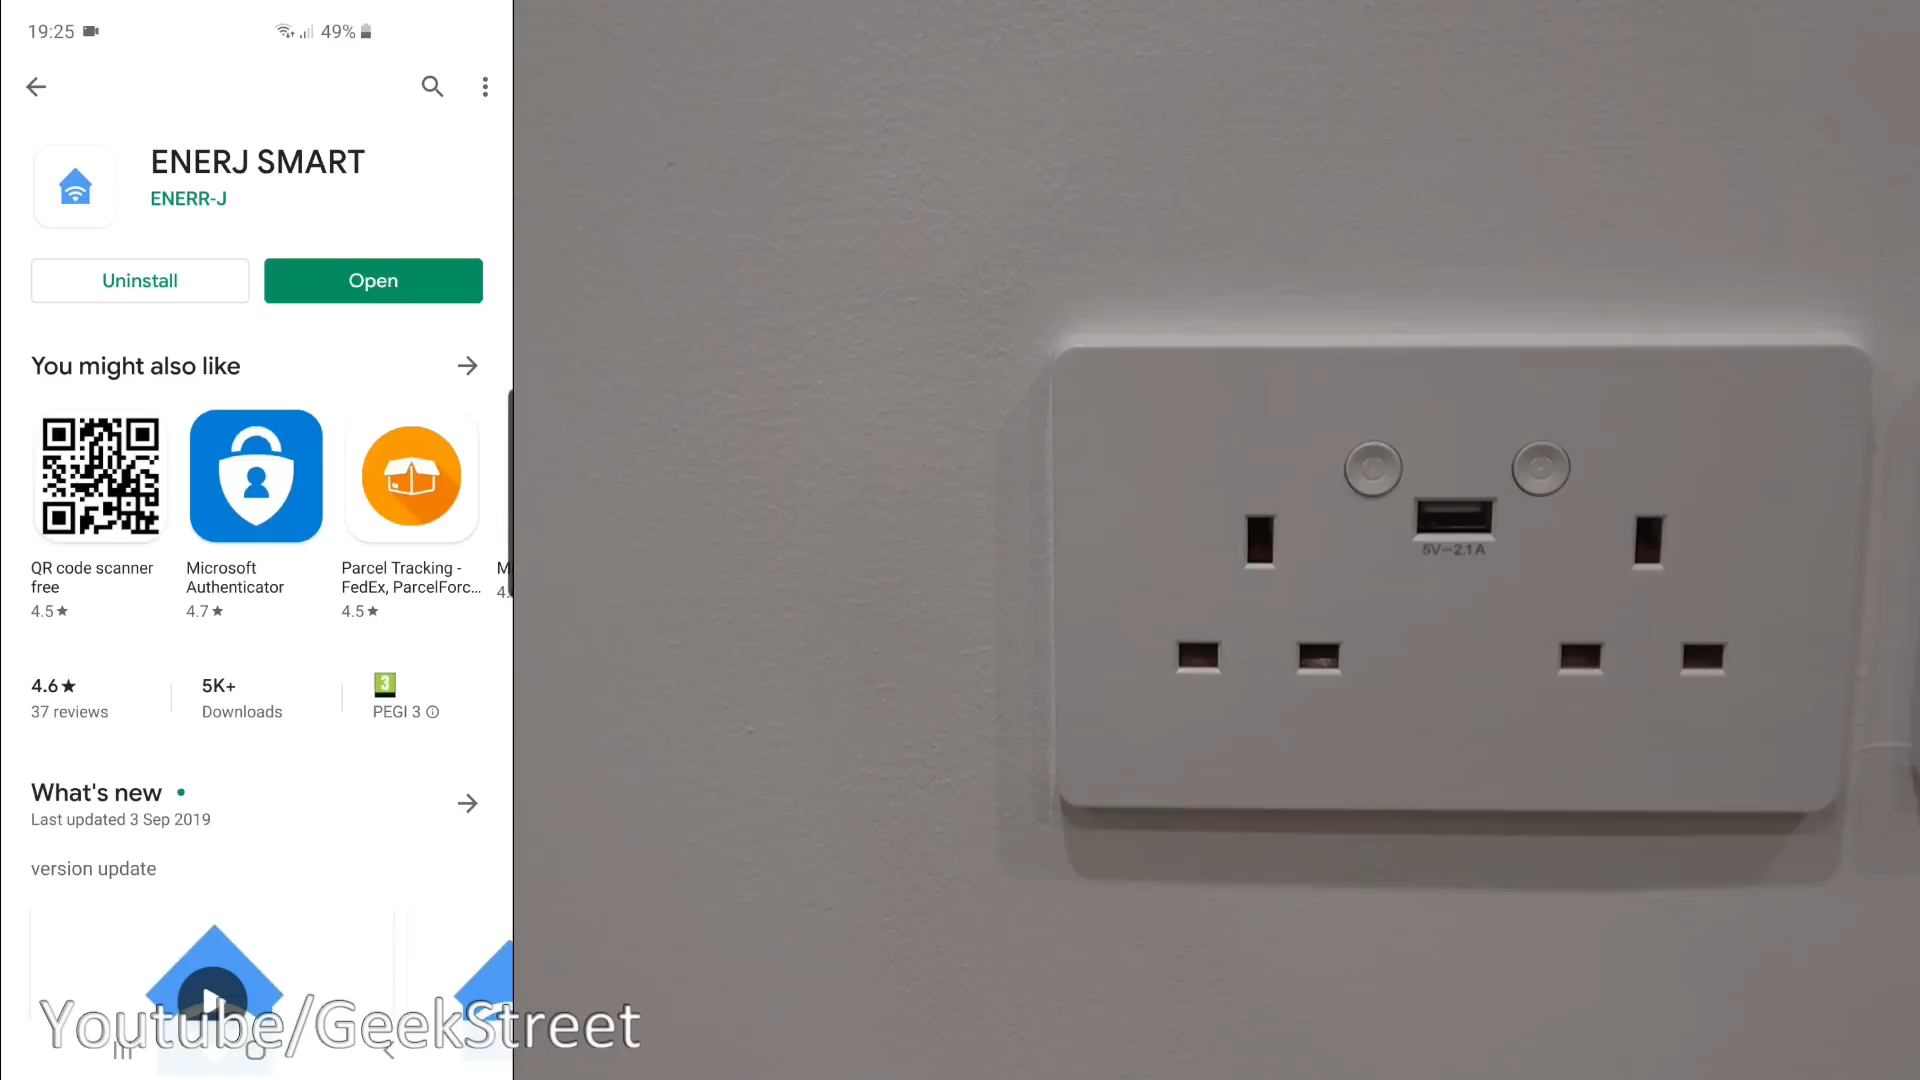 19:25
49%
ENERJ SMART
ENERR-J
Uninstall
Open
You might also like
QR code scanner free
4.5★
Microsoft Authenticator
4.7★
Parcel Tracking - FedEx, ParcelForc...
4.5★
M
4.
4.6★
37 reviews
5K+
Downloads
3
PEGI 3
What's new
Last updated 3 Sep 2019
version update
Youtube/GeekStreet
5V⎓2.1A